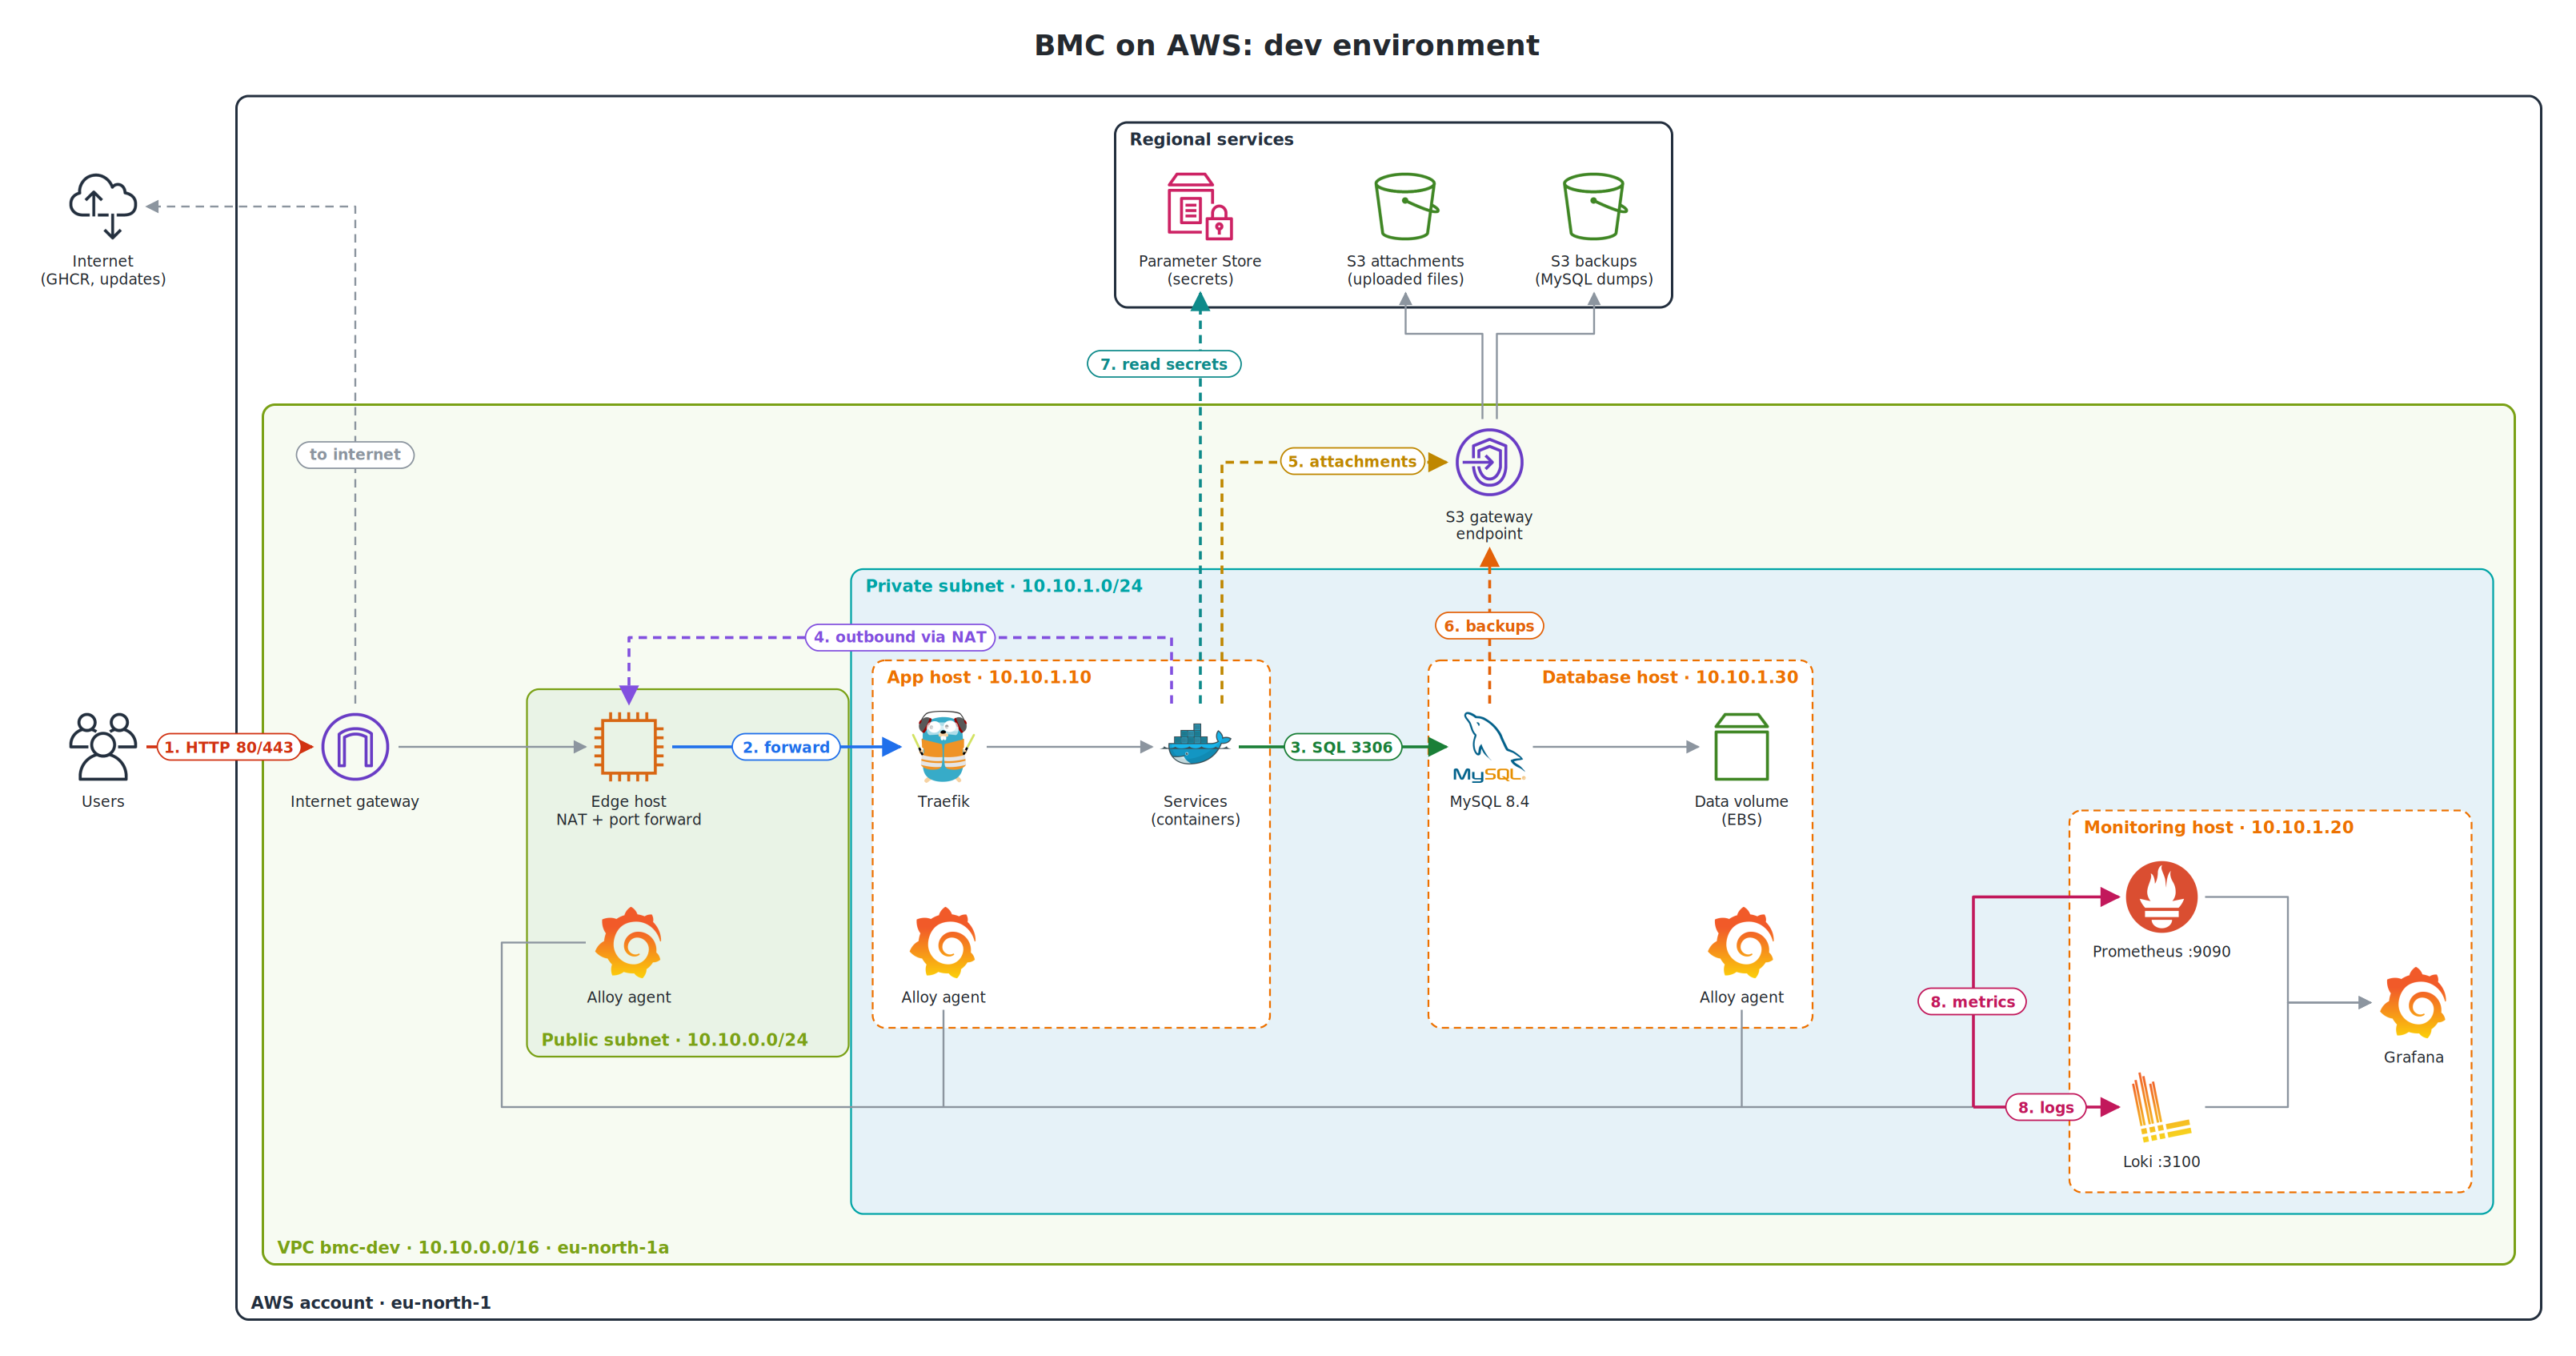 BMC on AWS: dev environment
Regional services
Parameter Store
(secrets)
S3 attachments
(uploaded files)
S3 backups
(MySQL dumps)
Internet
(GHCR, updates)
7. read secrets
to internet
5. attachments
S3 gateway
endpoint
Private subnet · 10.10.1.0/24
4. outbound via NAT
6. backups
App host · 10.10.1.10
Database host · 10.10.1.30
1. HTTP 80/443
2. forward
3. SQL 3306
MySQL
Users
Internet gateway
Edge host
NAT + port forward
Traefik
Services
(containers)
MySQL 8.4
Data volume
(EBS)
Monitoring host · 10.10.1.20
Prometheus :9090
Alloy agent
Alloy agent
Alloy agent
8. metrics
Public subnet · 10.10.0.0/24
Grafana
8. logs
Loki :3100
VPC bmc-dev · 10.10.0.0/16 · eu-north-1a
AWS account · eu-north-1